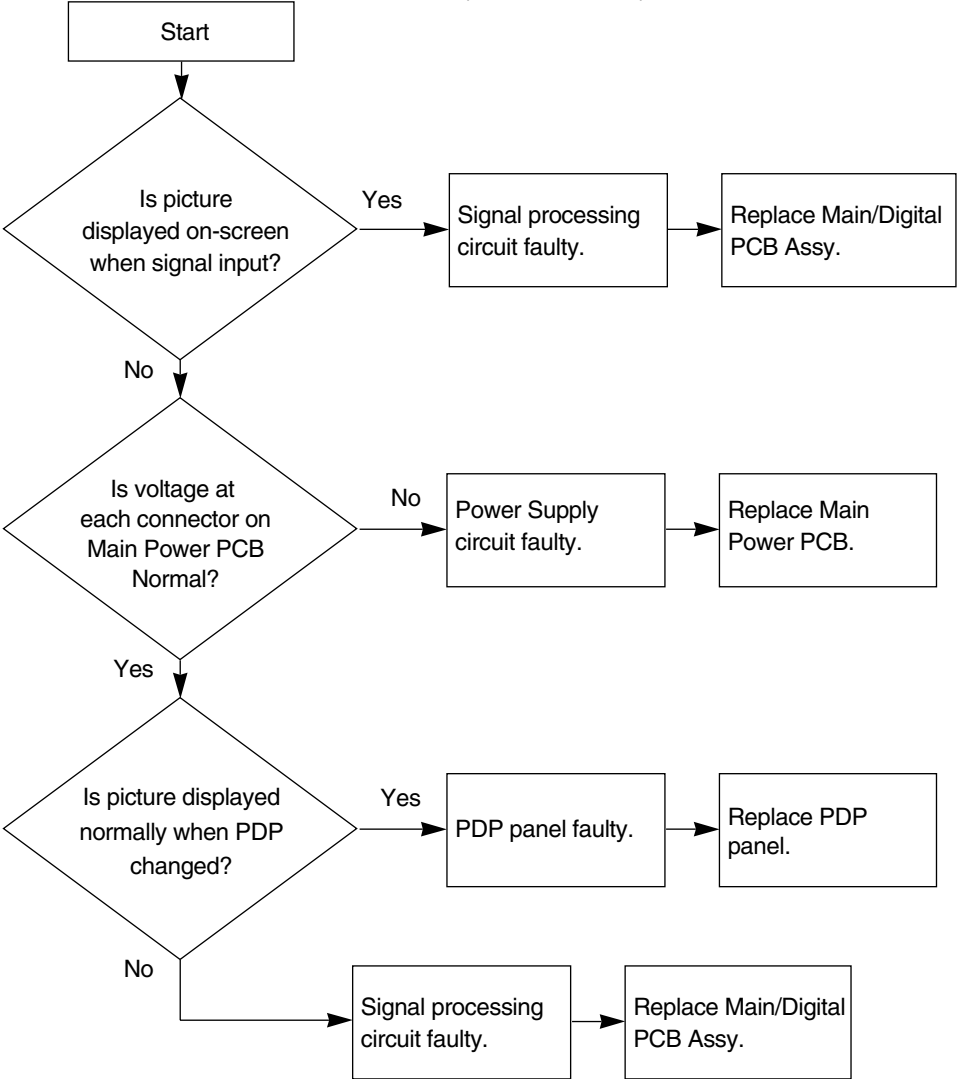 Start
Is picture
displayed on-screen
when signal input?
Yes
Signal processing
circuit faulty.
Replace Main/Digital
PCB Assy.
No
Is voltage at
each connector on
Main Power PCB
Normal?
No
Power Supply
circuit faulty.
Replace Main
Power PCB.
Yes
Is picture displayed
normally when PDP
changed?
Yes
PDP panel faulty.
Replace PDP
panel.
No
Signal processing
circuit faulty.
Replace Main/Digital
PCB Assy.